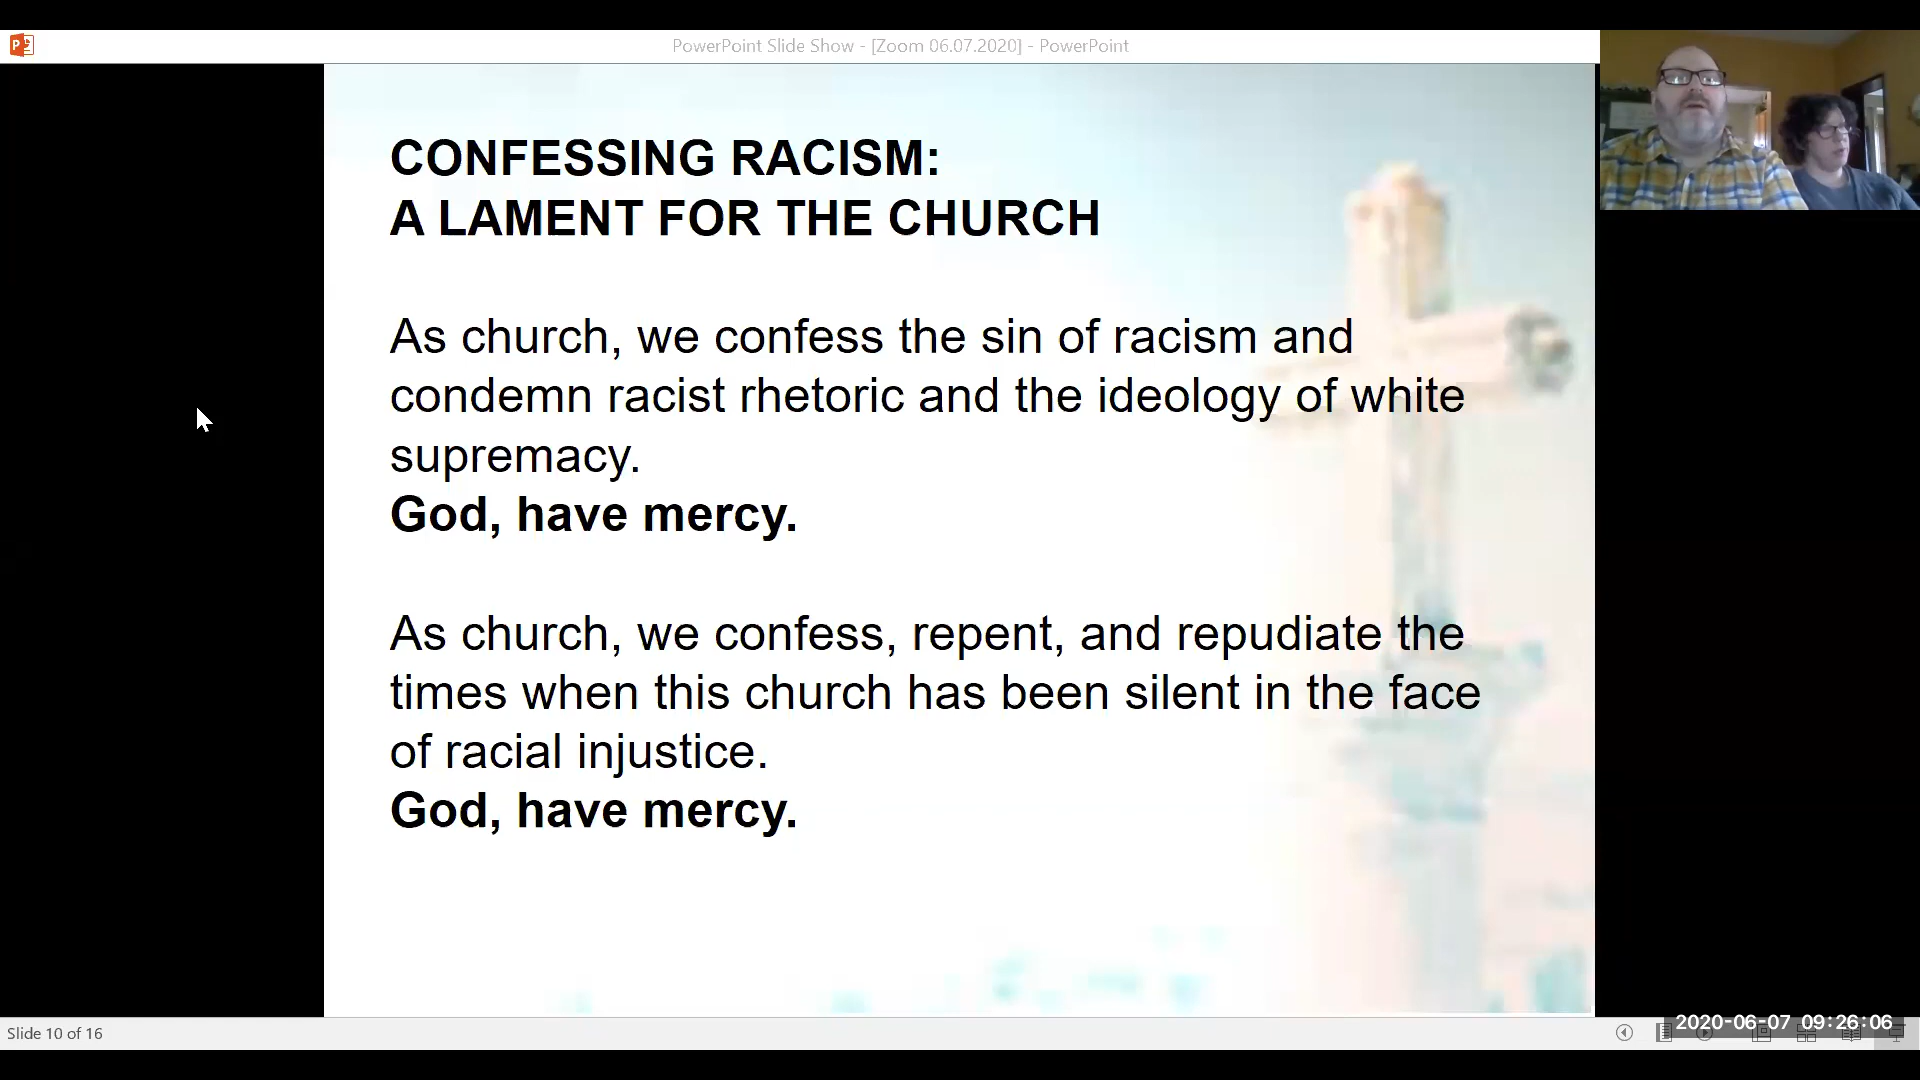 PowerPoint Slide Show - [Zoom 06.07.2020] - PowerPoint
CONFESSING RACISM:
A LAMENT FOR THE CHURCH
As church, we confess the sin of racism and
condemn racist rhetoric and the ideology of white
supremacy.
God, have mercy.
As church, we confess, repent, and repudiate the
times when this church has been silent in the face
of racial injustice.
God, have mercy.
Slide 10 of 16
2020-06-07 09:26:06